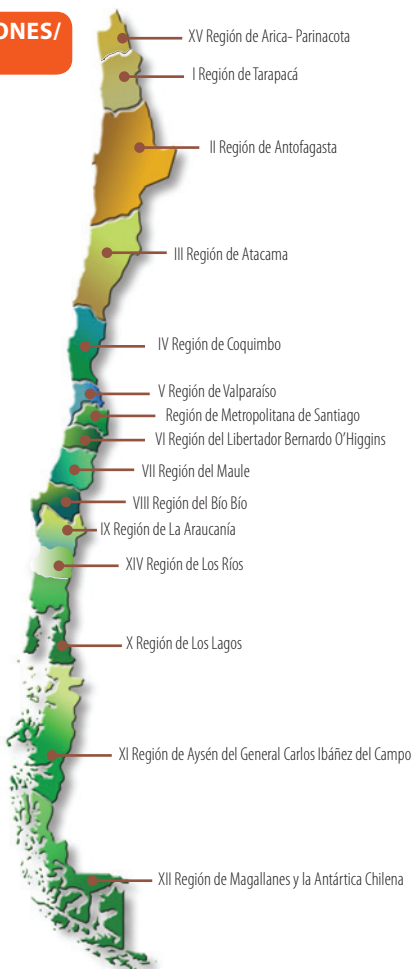 ONES/
XV Región de Arica- Parinacota
I Región de Tarapacá
II Región de Antofagasta
III Región de Atacama
IV Región de Coquimbo
V Región de Valparaíso
Región de Metropolitana de Santiago
VI Región del Libertador Bernardo O’Higgins
VII Región del Maule
VIII Región del Bío Bío
IX Región de La Araucanía
XIV Región de Los Ríos
X Región de Los Lagos
XI Región de Aysén del General Carlos Ibáñez del Campo
XII Región de Magallanes y la Antártica Chilena